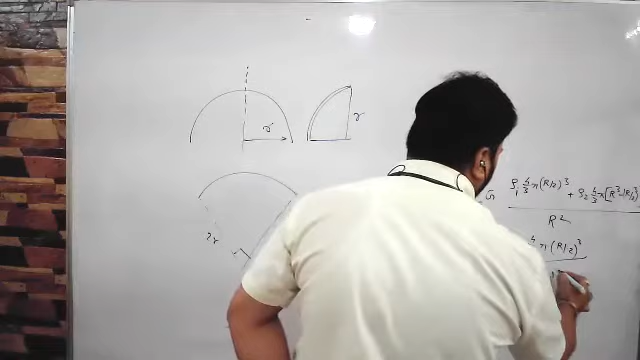 r
r
2r
G ρ₁ 4/3 π (R/2)³ + ρ₂ 4/3 π [R³ - (R/2)³]
R²
4/3 π (R/2)³